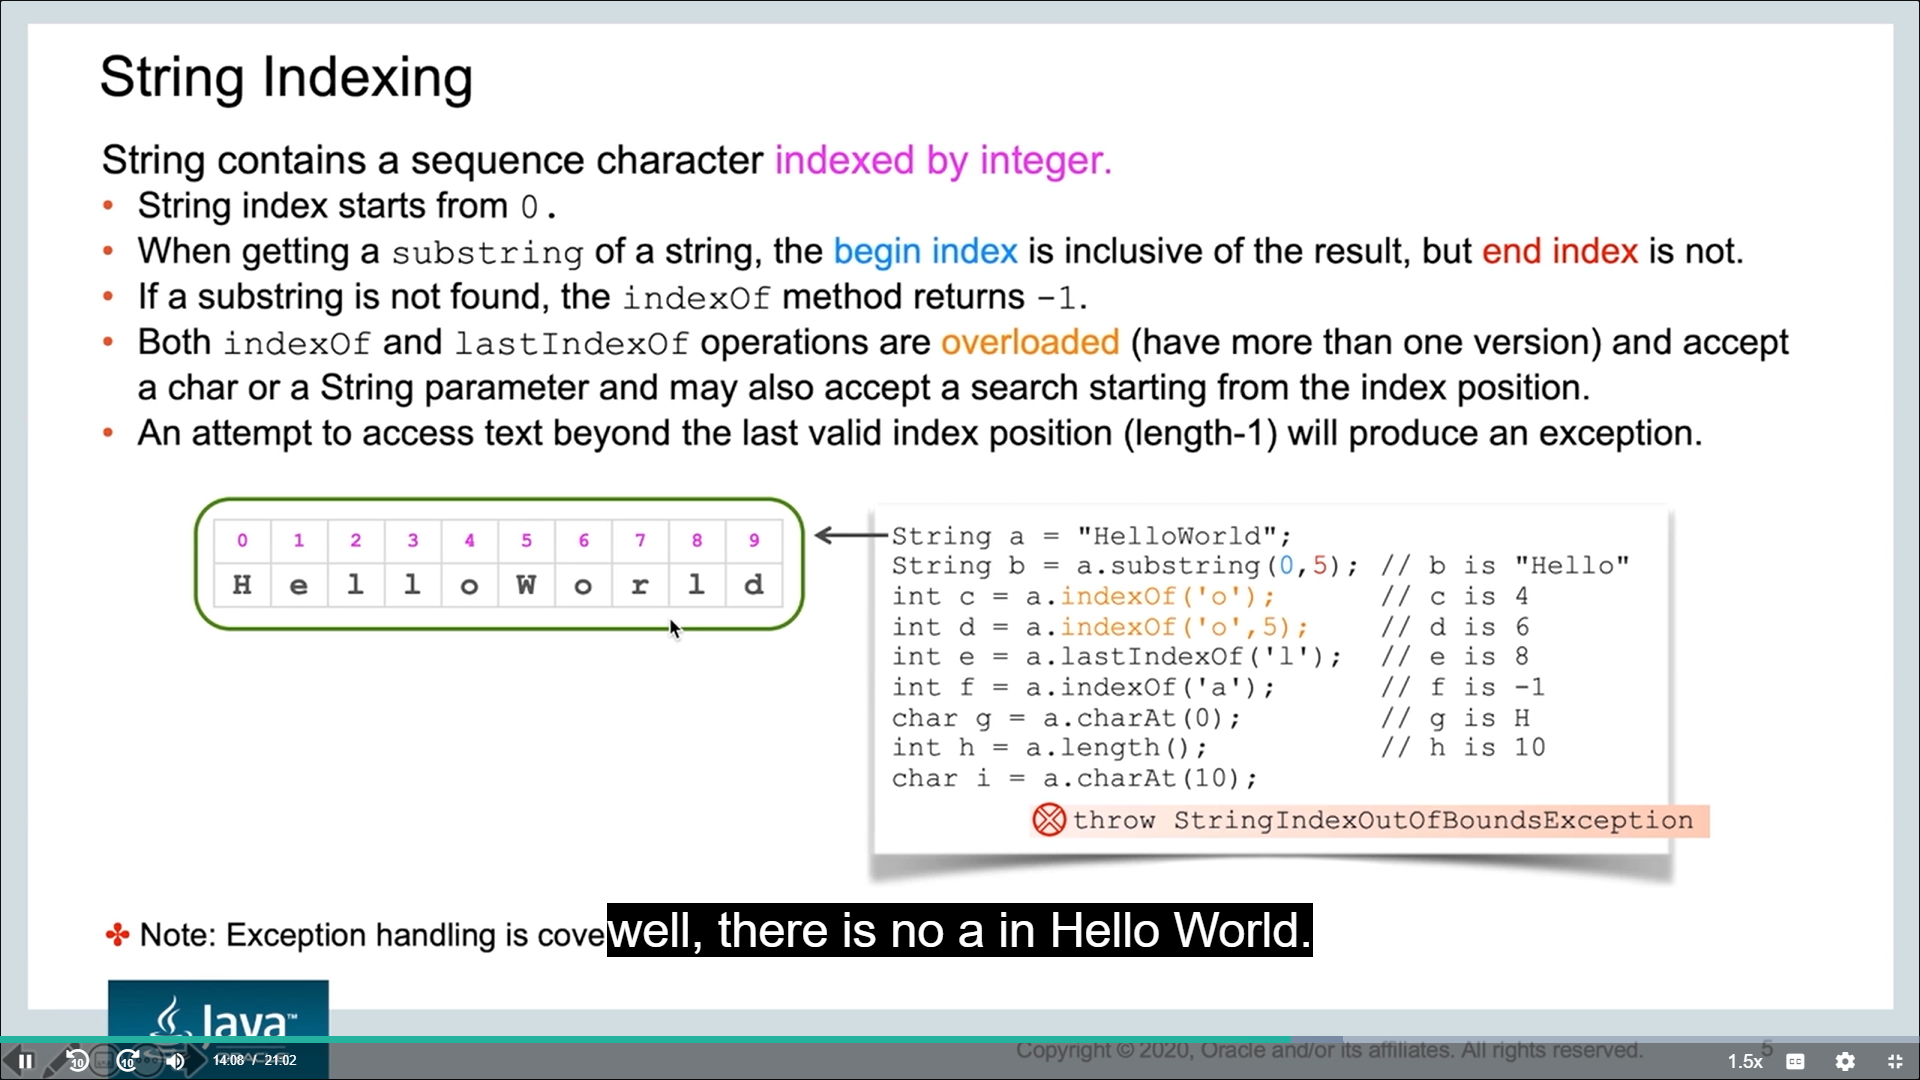 String Indexing
String contains a sequence character indexed by integer.
• String index starts from 0.
• When getting a substring of a string, the begin index is inclusive of the result, but end index is not.
• If a substring is not found, the indexOf method returns -1.
• Both indexOf and lastIndexOf operations are overloaded (have more than one version) and accept
a char or a String parameter and may also accept a search starting from the index position.
• An attempt to access text beyond the last valid index position (length-1) will produce an exception.
0 1 2 3 4 5 6 7 8 9
H e l l o W o r l d
String a = "HelloWorld";
String b = a.substring(0,5); // b is "Hello"
int c = a.indexOf('o'); // c is 4
int d = a.indexOf('o',5); // d is 6
int e = a.lastIndexOf('l'); // e is 8
int f = a.indexOf('a'); // f is -1
char g = a.charAt(0); // g is H
int h = a.length(); // h is 10
char i = a.charAt(10);
throw StringIndexOutOfBoundsException
Note: Exception handling is cove
well, there is no a in Hello World.
Java™
Copyright © 2020, Oracle and/or its affiliates. All rights reserved.
5
10 10 14:08 / 21:02
1.5x CC